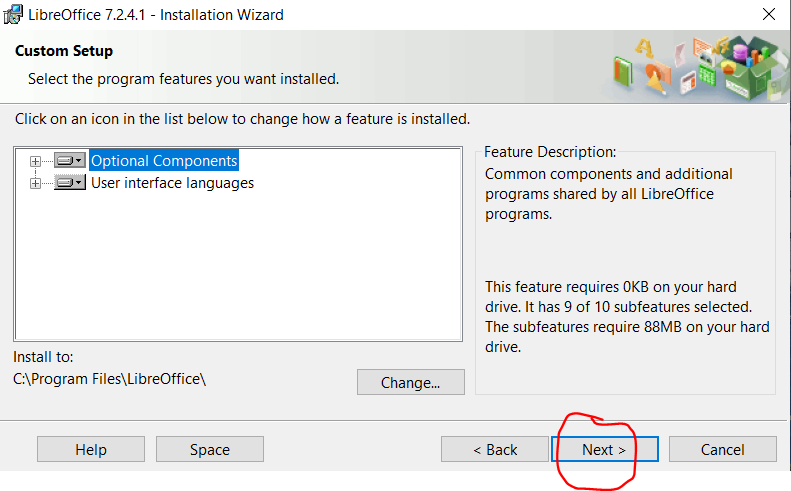 LibreOffice 7.2.4.1 - Installation Wizard
Custom Setup
Select the program features you want installed.
Click on an icon in the list below to change how a feature is installed.
Optional Components
User interface languages
Feature Description:
Common components and additional
programs shared by all LibreOffice
programs.
This feature requires 0KB on your hard
drive. It has 9 of 10 subfeatures selected.
The subfeatures require 88MB on your hard
drive.
Install to:
C:\Program Files\LibreOffice\
Change...
Help
Space
< Back
Next >
Cancel